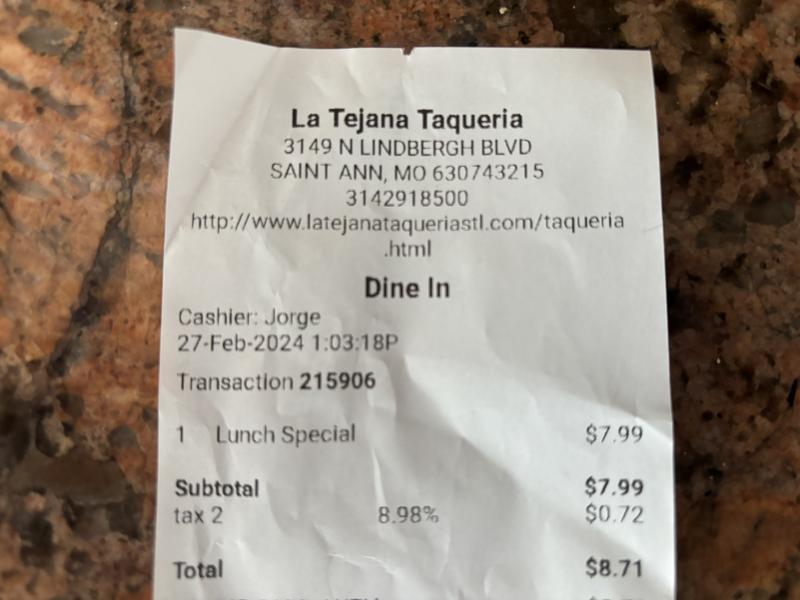 La Tejana Taqueria
3149 N LINDBERGH BLVD
SAINT ANN, MO 630743215
3142918500
http://www.latejanataqueriastl.com/taqueria
.html
Dine In
Cashier: Jorge
27-Feb-2024 1:03:18P
Transaction 215906
1 Lunch Special $7.99
Subtotal $7.99
tax 2 8.98% $0.72
Total $8.71